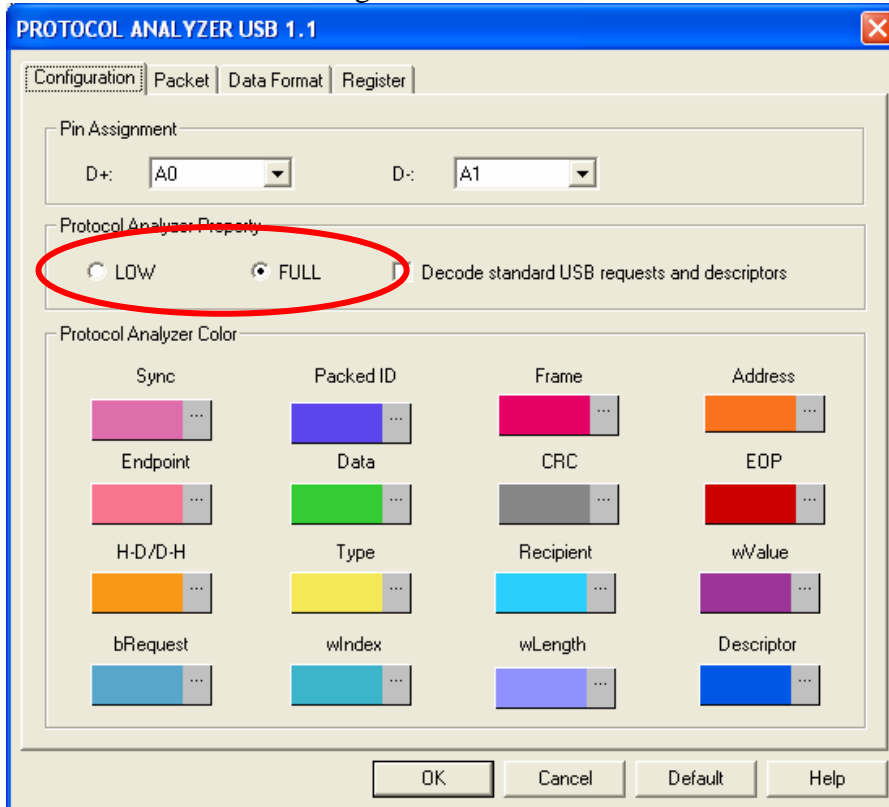 PROTOCOL ANALYZER USB 1.1
Configuration Packet Data Format Register
Pin Assignment
D+: A0 D-: A1
Protocol Analyzer Property
LOW FULL Decode standard USB requests and descriptors
Protocol Analyzer Color
Sync Packed ID Frame Address
... ... ... ...
Endpoint Data CRC EOP
... ... ... ...
H-D/D-H Type Recipient wValue
... ... ... ...
bRequest wIndex wLength Descriptor
... ... ... ...
OK Cancel Default Help